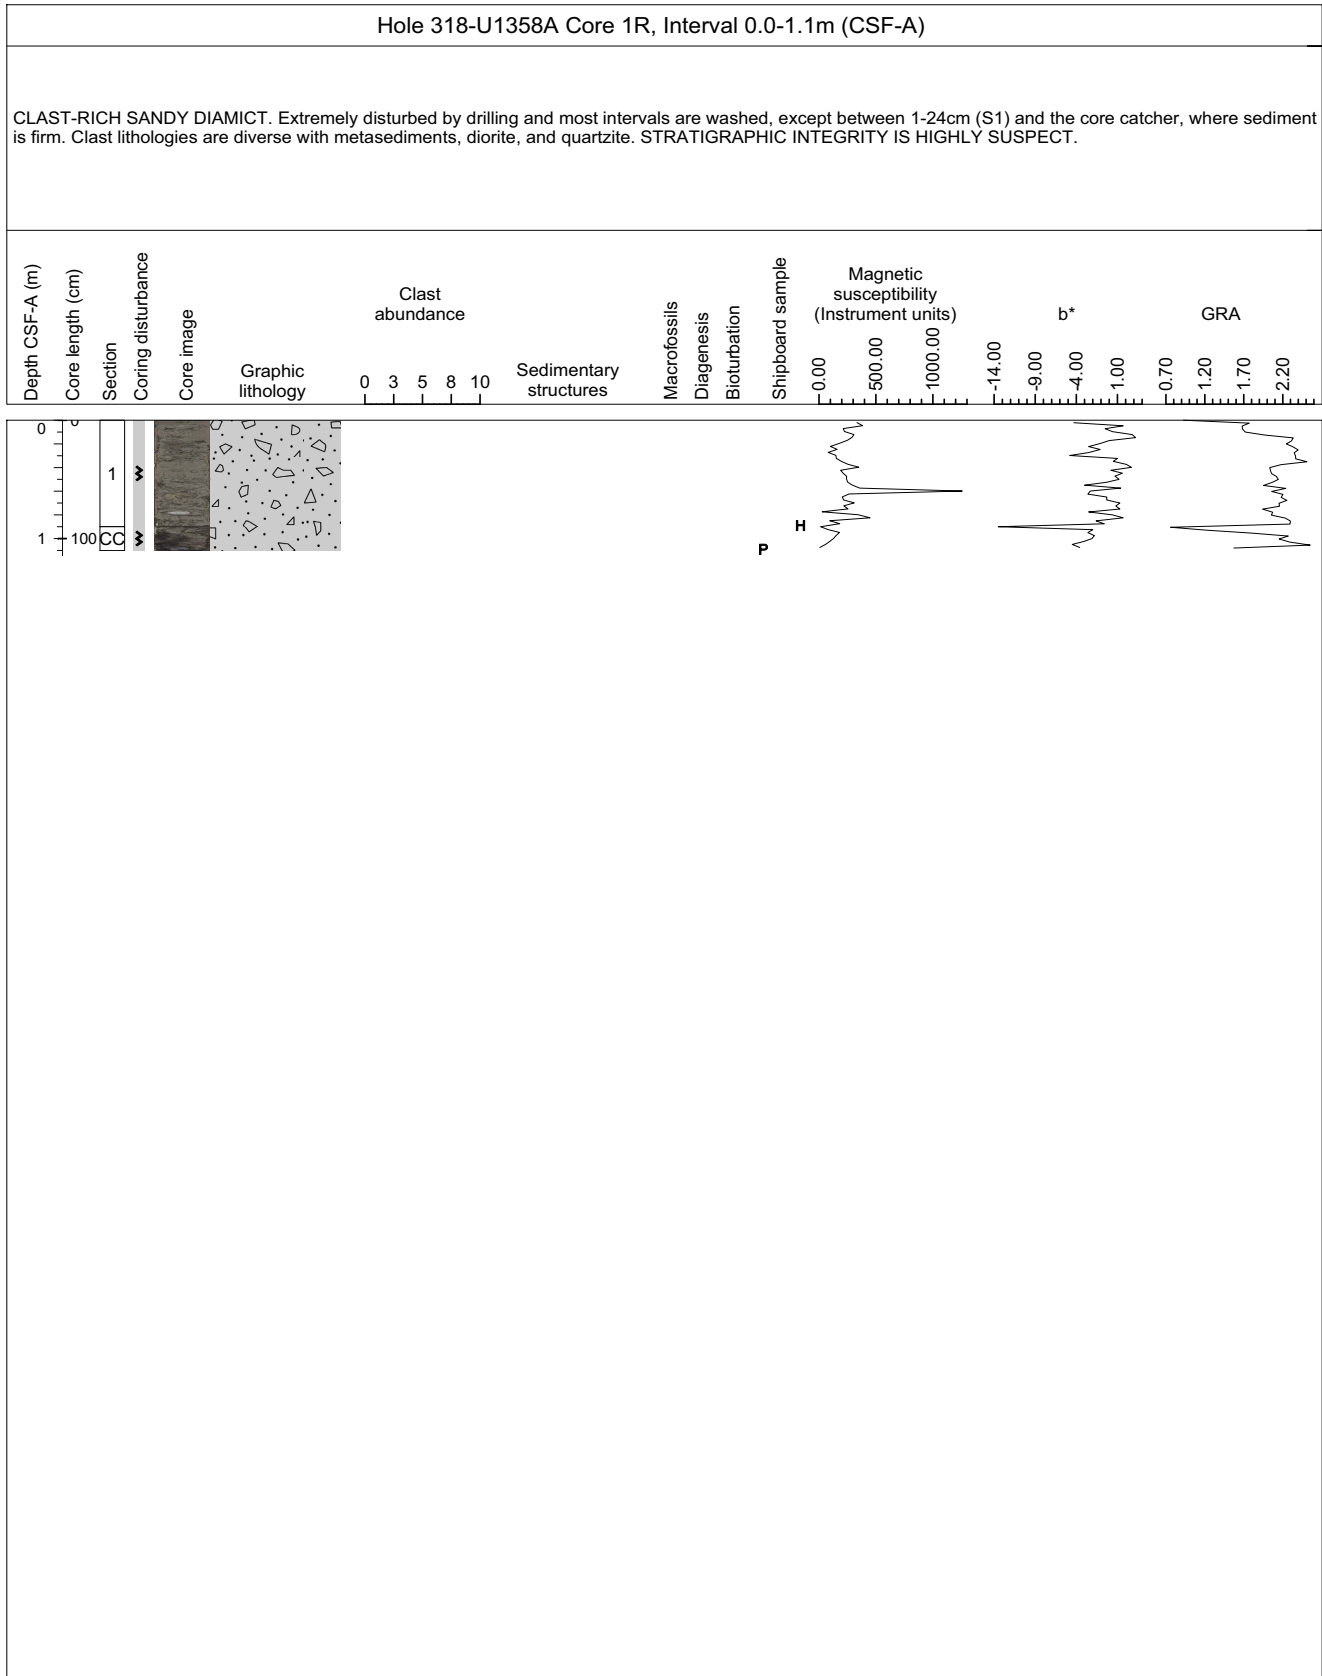 Hole 318-U1358A Core 1R, Interval 0.0-1.1m (CSF-A)
CLAST-RICH SANDY DIAMICT. Extremely disturbed by drilling and most intervals are washed, except between 1-24cm (S1) and the core catcher, where sediment
is firm. Clast lithologies are diverse with metasediments, diorite, and quartzite. STRATIGRAPHIC INTEGRITY IS HIGHLY SUSPECT.
Depth CSF-A (m)
Core length (cm)
Section
Coring disturbance
Core image
Graphic
lithology
Clast
abundance
0 3 5 8 10
Sedimentary
structures
Macrofossils
Diagenesis
Bioturbation
Shipboard sample
Magnetic
susceptibility
(Instrument units)
0.00 500.00 1000.00
b*
-14.00 -9.00 -4.00 1.00
GRA
0.70 1.20 1.70 2.20
0 0
1
H
1 100 CC
P